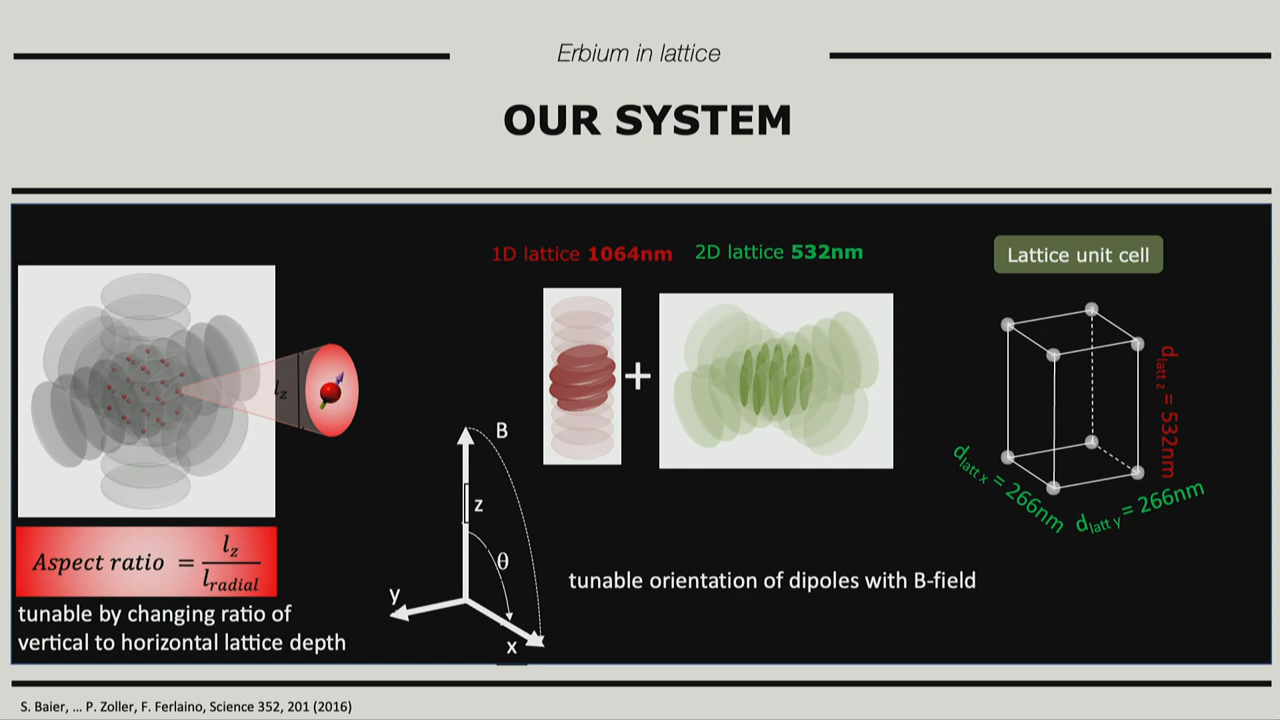 Erbium in lattice
OUR SYSTEM
1D lattice 1064nm
2D lattice 532nm
Lattice unit cell
l_z
+
B
z
θ
y
x
d_latt z = 532nm
d_latt x = 266nm
d_latt y = 266nm
Aspect ratio = l_z / l_radial
tunable by changing ratio of
vertical to horizontal lattice depth
tunable orientation of dipoles with B-field
S. Baier, ... P. Zoller, F. Ferlaino, Science 352, 201 (2016)